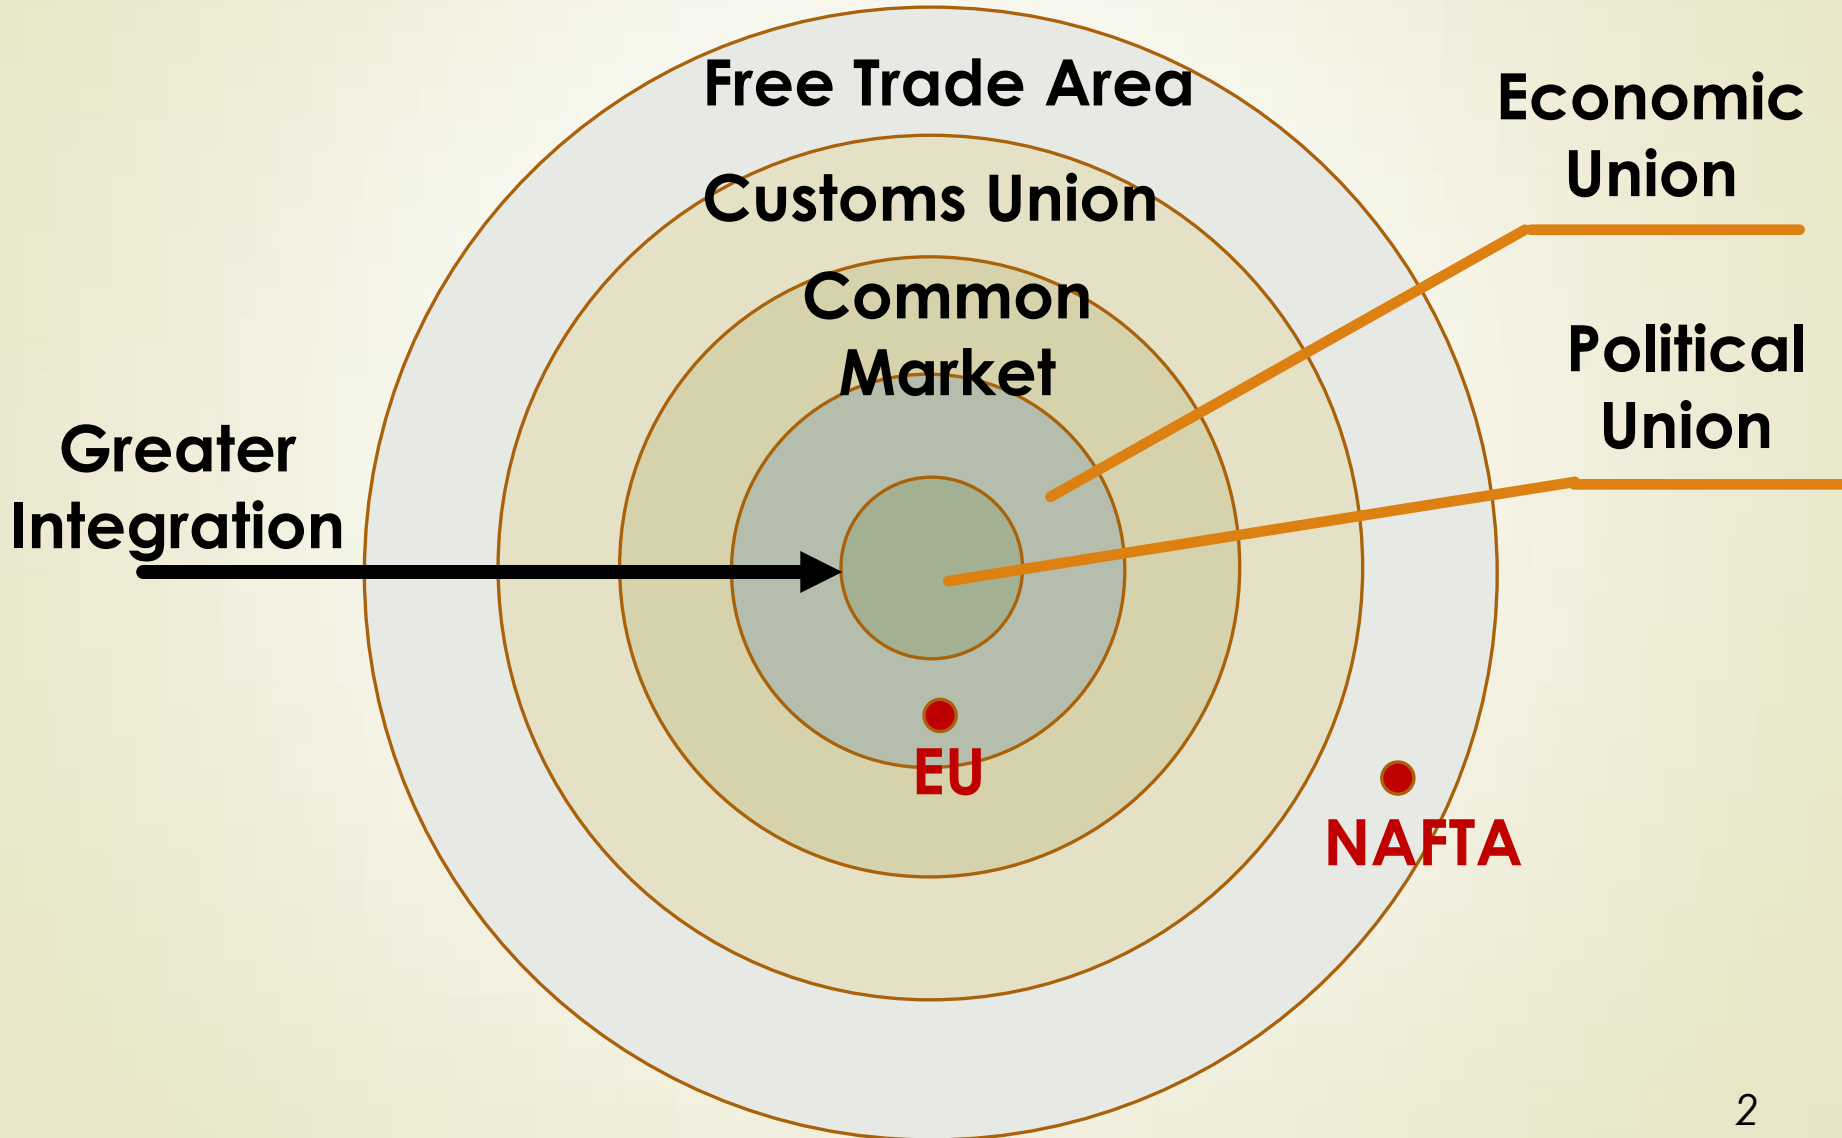 Free Trade Area
Customs Union
Common
Market
Economic
Union
Political
Union
Greater
Integration
EU
NAFTA
2